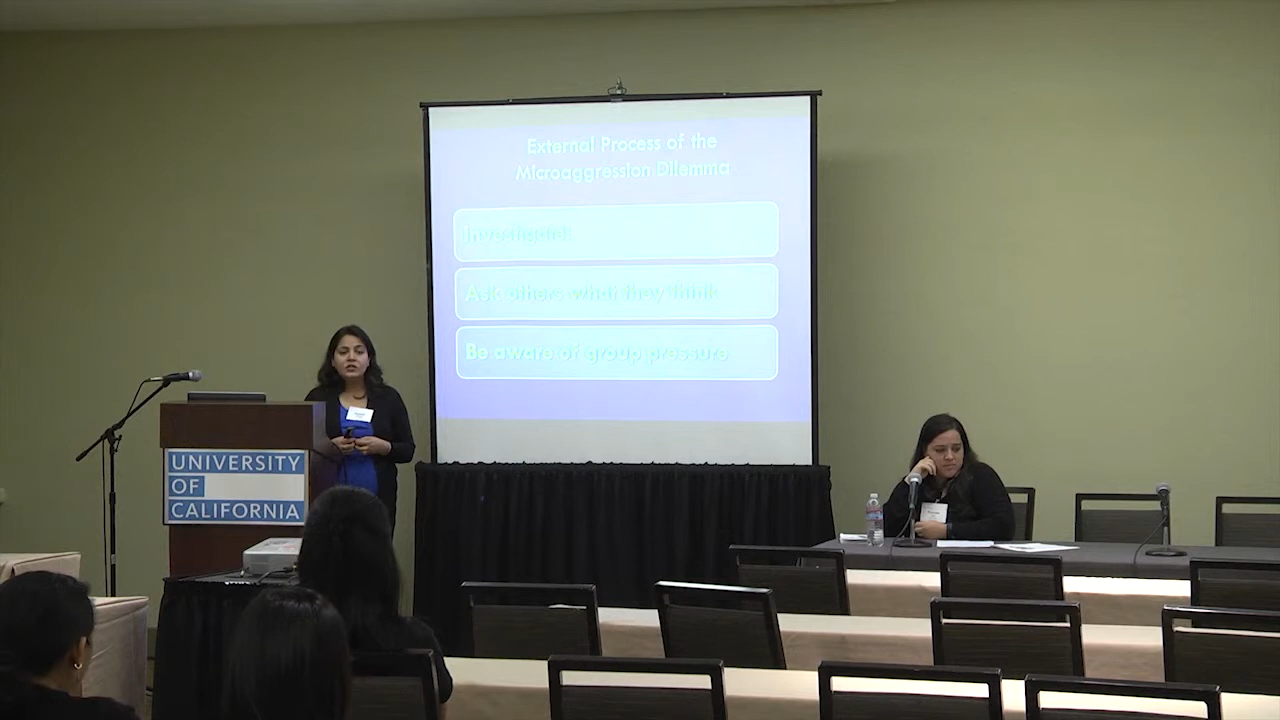 External Process of the
Microaggression Dilemma
Investigate!
Ask others what they think
Be aware of group pressure
UNIVERSITY
OF
CALIFORNIA